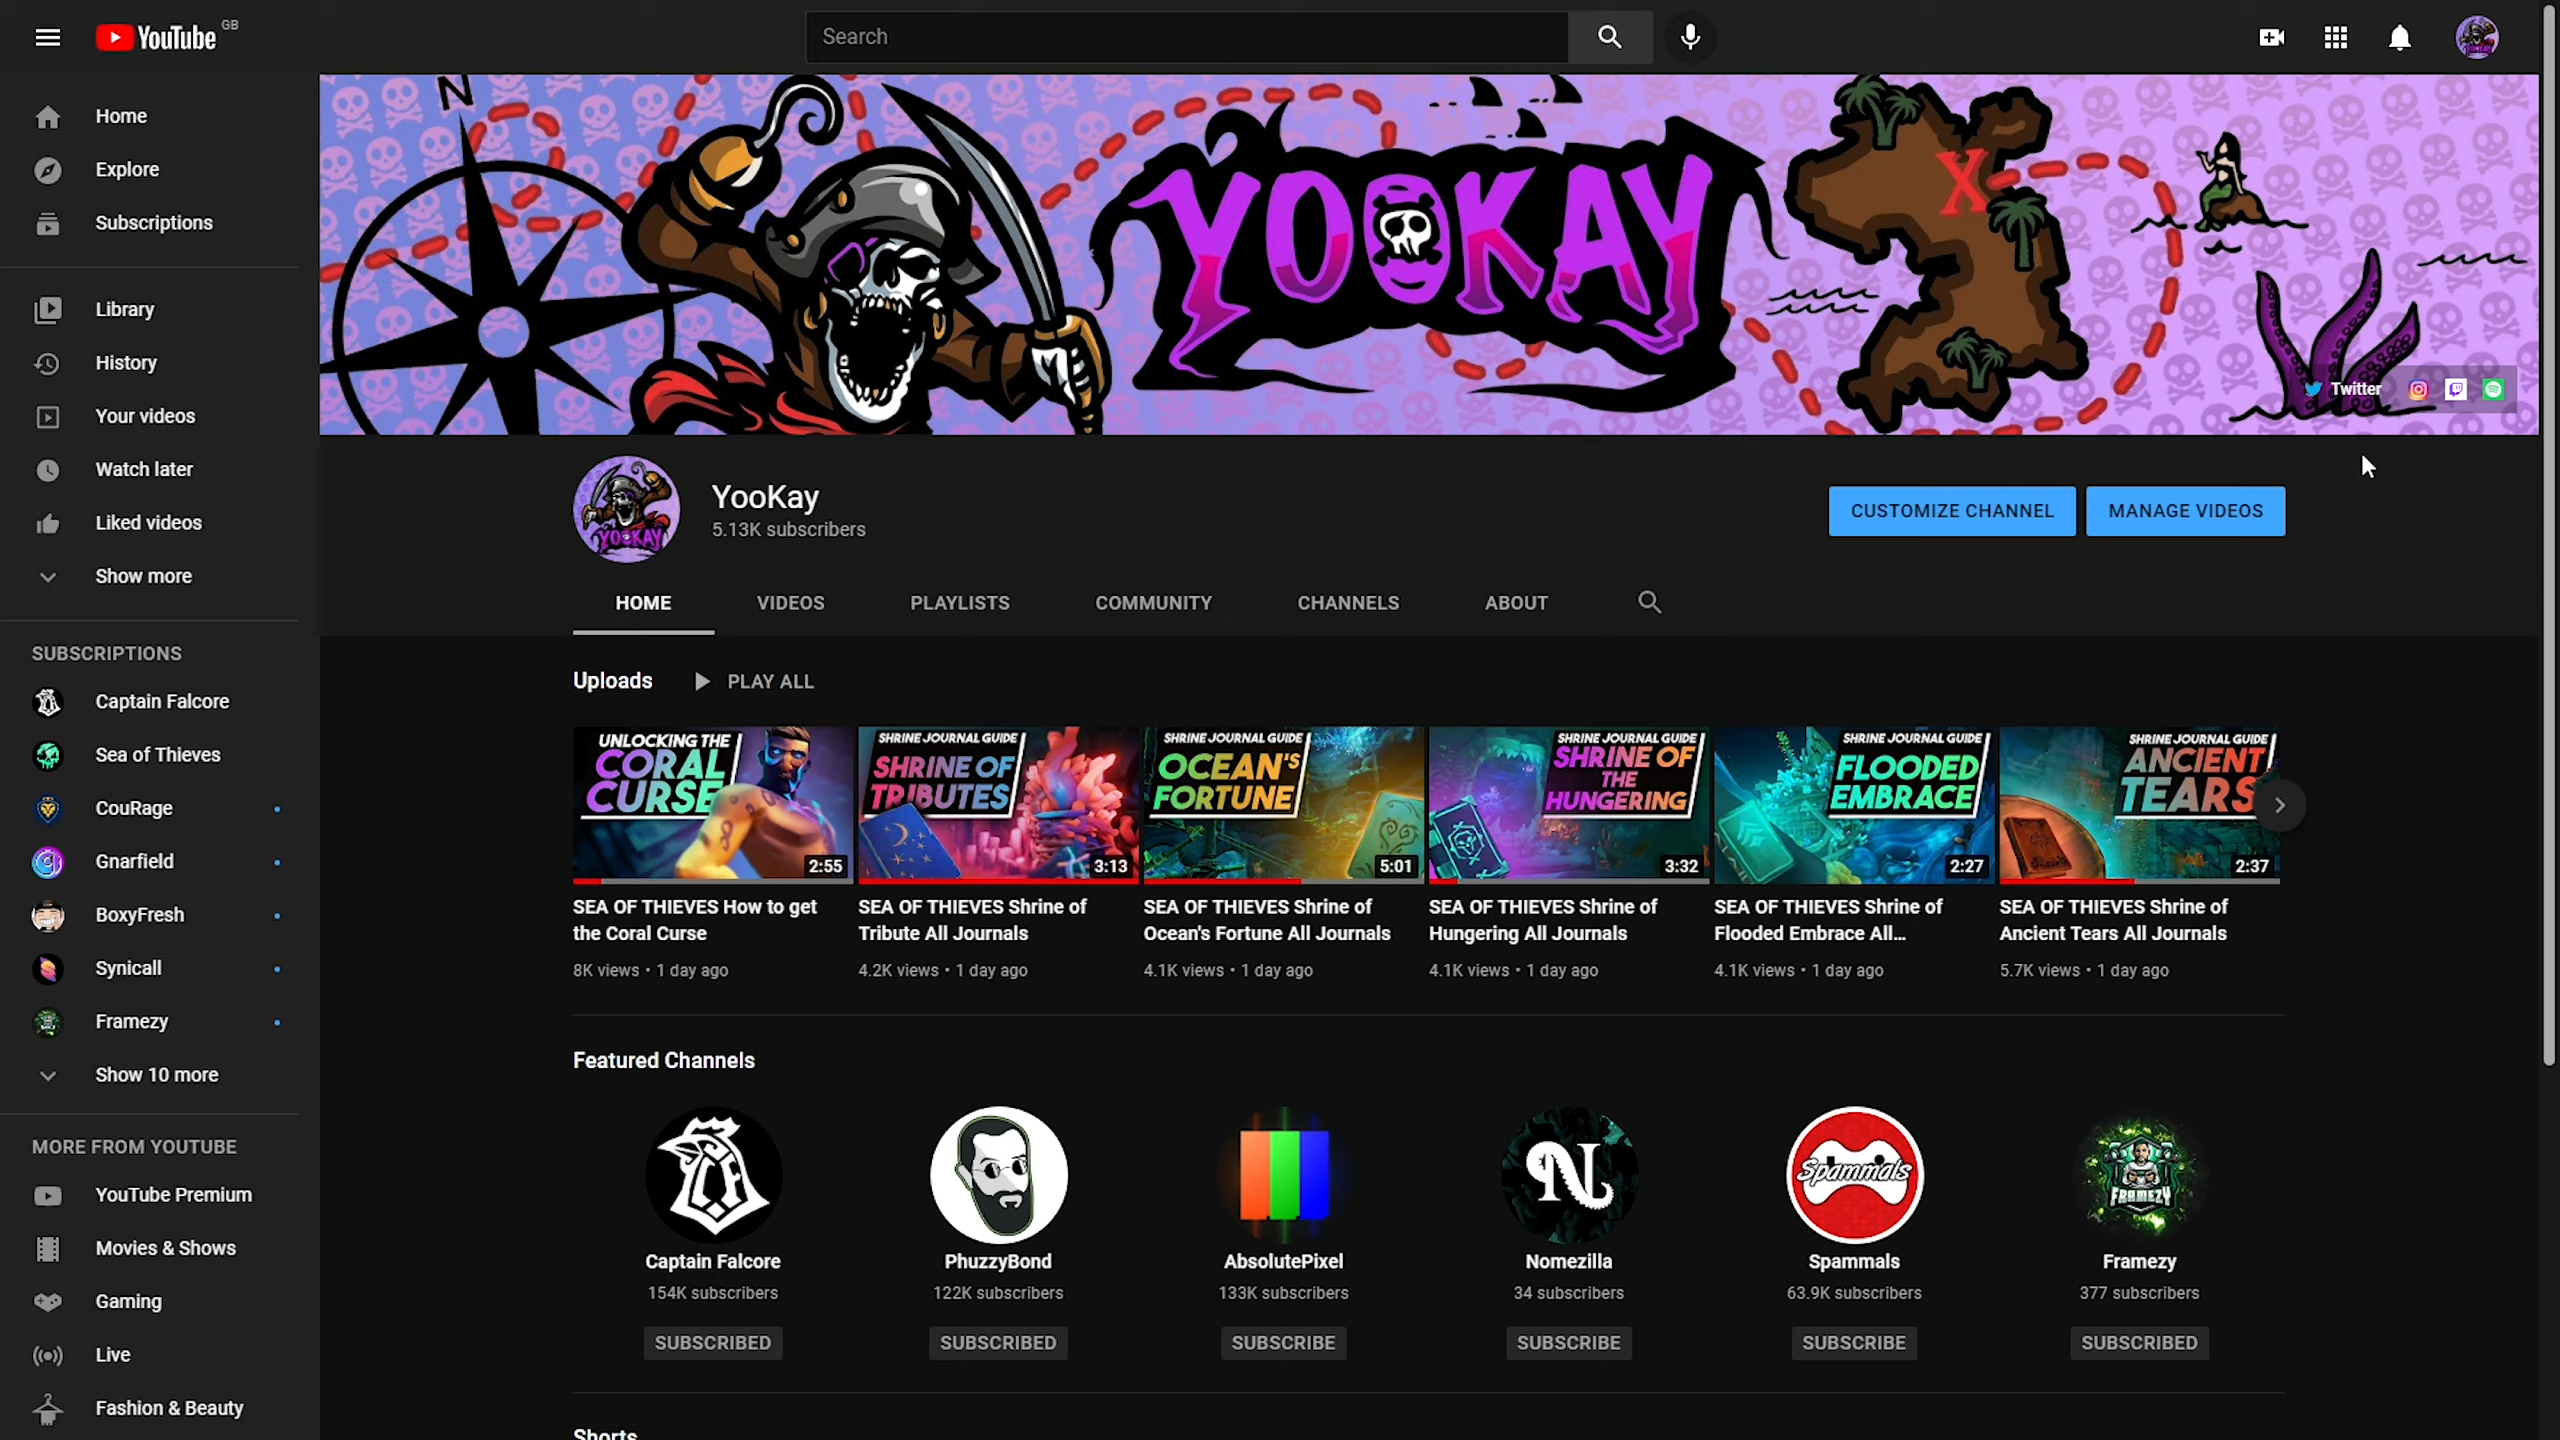 YouTube GB
Search
Home
Explore
Subscriptions
Library
History
Your videos
Watch later
Liked videos
Show more
SUBSCRIPTIONS
Captain Falcore
Sea of Thieves
CouRage
Gnarfield
BoxyFresh
Synicall
Framezy
Show 10 more
MORE FROM YOUTUBE
YouTube Premium
Movies & Shows
Gaming
Live
Fashion & Beauty
N
YOOKAY
X
Twitter
YOOKAY
YooKay
5.13K subscribers
CUSTOMIZE CHANNEL
MANAGE VIDEOS
HOME
VIDEOS
PLAYLISTS
COMMUNITY
CHANNELS
ABOUT
Uploads
PLAY ALL
UNLOCKING THE
CORAL
CURSE
2:55
SEA OF THIEVES How to get
the Coral Curse
8K views • 1 day ago
SHRINE JOURNAL GUIDE
SHRINE OF
TRIBUTES
3:13
SEA OF THIEVES Shrine of
Tribute All Journals
4.2K views • 1 day ago
SHRINE JOURNAL GUIDE
OCEAN'S
FORTUNE
5:01
SEA OF THIEVES Shrine of
Ocean's Fortune All Journals
4.1K views • 1 day ago
SHRINE JOURNAL GUIDE
SHRINE OF
THE
HUNGERING
3:32
SEA OF THIEVES Shrine of
Hungering All Journals
4.1K views • 1 day ago
SHRINE JOURNAL GUIDE
FLOODED
EMBRACE
2:27
SEA OF THIEVES Shrine of
Flooded Embrace All...
4.1K views • 1 day ago
SHRINE JOURNAL GUIDE
ANCIENT
TEARS
2:37
SEA OF THIEVES Shrine of
Ancient Tears All Journals
5.7K views • 1 day ago
Featured Channels
Captain Falcore
154K subscribers
SUBSCRIBED
PhuzzyBond
122K subscribers
SUBSCRIBED
AbsolutePixel
133K subscribers
SUBSCRIBE
N
Nomezilla
34 subscribers
SUBSCRIBE
Spammals
Spammals
63.9K subscribers
SUBSCRIBE
FRAMEZY
Framezy
377 subscribers
SUBSCRIBED
Shorts